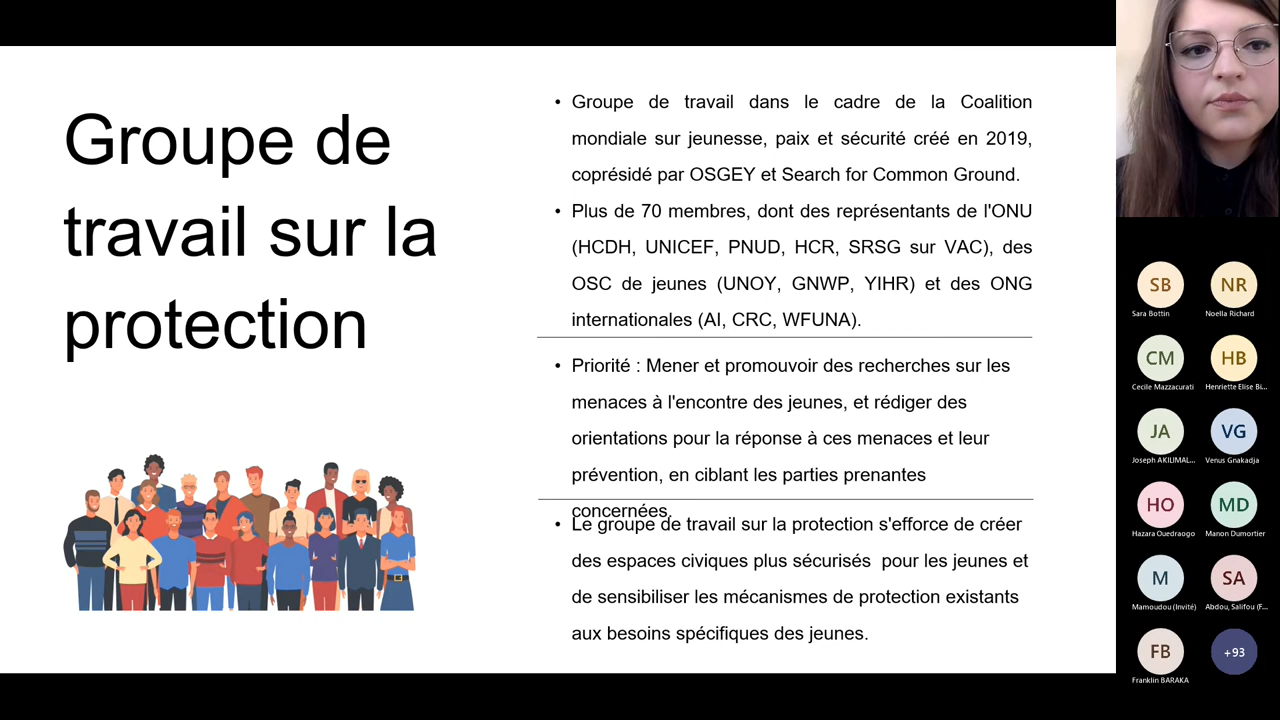 Groupe de
travail sur la
protection
• Groupe de travail dans le cadre de la Coalition
mondiale sur jeunesse, paix et sécurité créé en 2019,
coprésidé par OSGEY et Search for Common Ground.
• Plus de 70 membres, dont des représentants de l'ONU
(HCDH, UNICEF, PNUD, HCR, SRSG sur VAC), des
OSC de jeunes (UNOY, GNWP, YIHR) et des ONG
internationales (AI, CRC, WFUNA).
• Priorité : Mener et promouvoir des recherches sur les
menaces à l'encontre des jeunes, et rédiger des
orientations pour la réponse à ces menaces et leur
prévention, en ciblant les parties prenantes
concernées.
• Le groupe de travail sur la protection s'efforce de créer
des espaces civiques plus sécurisés pour les jeunes et
de sensibiliser les mécanismes de protection existants
aux besoins spécifiques des jeunes.
SB
Sara Bottin
NR
Noella Richard
CM
Cecile Mazzacurati
HB
Henriette Elise Bi...
JA
Joseph AKILIMAL...
VG
Venus Gnakadja
HO
Hazara Ouedraogo
MD
Manon Dumortier
M
Mamoudou (Invité)
SA
Abdou, Salifou (F...
FB
Franklin BARAKA
+93